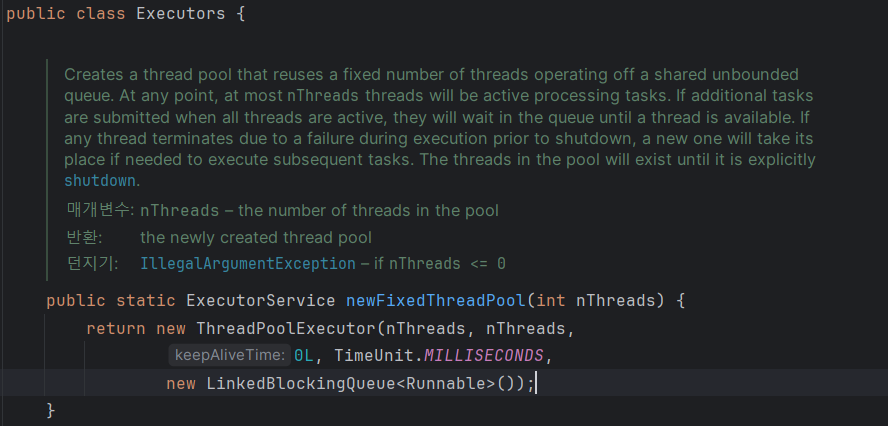 public class Executors {
Creates a thread pool that reuses a fixed number of threads operating off a shared unbounded
queue. At any point, at most nThreads threads will be active processing tasks. If additional tasks
are submitted when all threads are active, they will wait in the queue until a thread is available. If
any thread terminates due to a failure during execution prior to shutdown, a new one will take its
place if needed to execute subsequent tasks. The threads in the pool will exist until it is explicitly
shutdown.
매개변수: nThreads – the number of threads in the pool
반환: the newly created thread pool
던지기: IllegalArgumentException – if nThreads <= 0
public static ExecutorService newFixedThreadPool(int nThreads) {
return new ThreadPoolExecutor(nThreads, nThreads,
keepAliveTime: 0L, TimeUnit.MILLISECONDS,
new LinkedBlockingQueue<Runnable>());
}